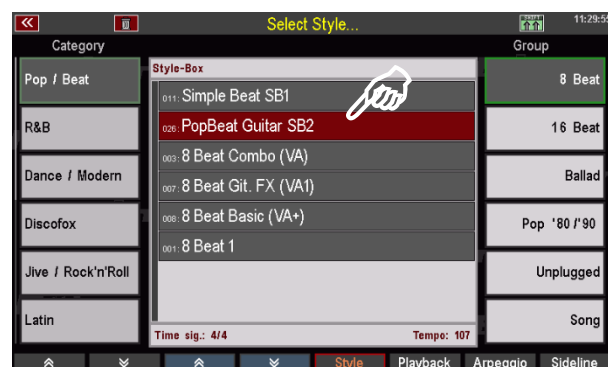 Select Style...
11:29:55
Category
Group
Pop / Beat
R&B
Dance / Modern
Discofox
Jive / Rock'n'Roll
Latin
Style-Box
011: Simple Beat SB1
026: PopBeat Guitar SB2
003: 8 Beat Combo (VA)
007: 8 Beat Git. FX (VA1)
008: 8 Beat Basic (VA+)
001: 8 Beat 1
Time sig.: 4/4
Tempo: 107
8 Beat
16 Beat
Ballad
Pop '80 /'90
Unplugged
Song
Style
Playback
Arpeggio
Sideline